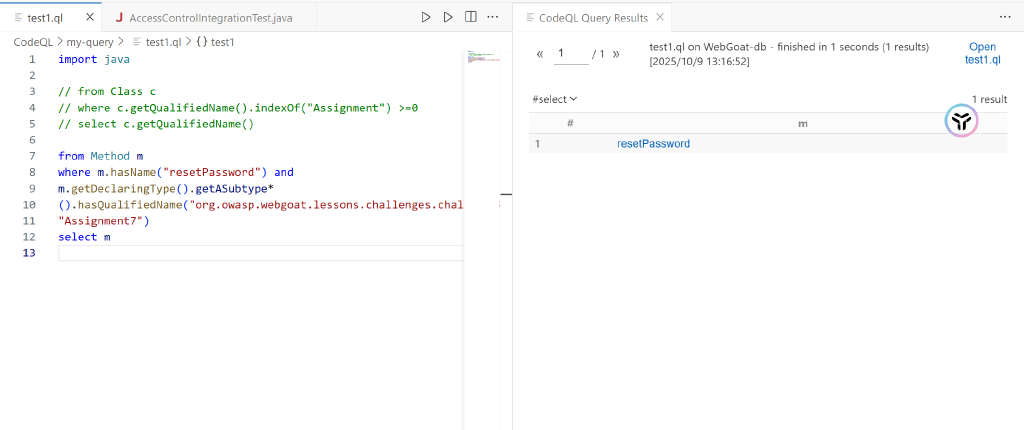 test1.ql
AccessControlIntegrationTest.java
CodeQL > my-query > test1.ql > {} test1
1 import java
2
3 // from Class c
4 // where c.getQualifiedName().indexOf("Assignment") >=0
5 // select c.getQualifiedName()
6
7 from Method m
8 where m.hasName("resetPassword") and
9 m.getDeclaringType().getASubtype*
10 ().hasQualifiedName("org.owasp.webgoat.lessons.challenges.chal
11 "Assignment7")
12 select m
13
CodeQL Query Results
« 1 / 1 »
test1.ql on WebGoat-db - finished in 1 seconds (1 results)
[2025/10/9 13:16:52]
Open
test1.ql
#select
1 result
# m
1 resetPassword